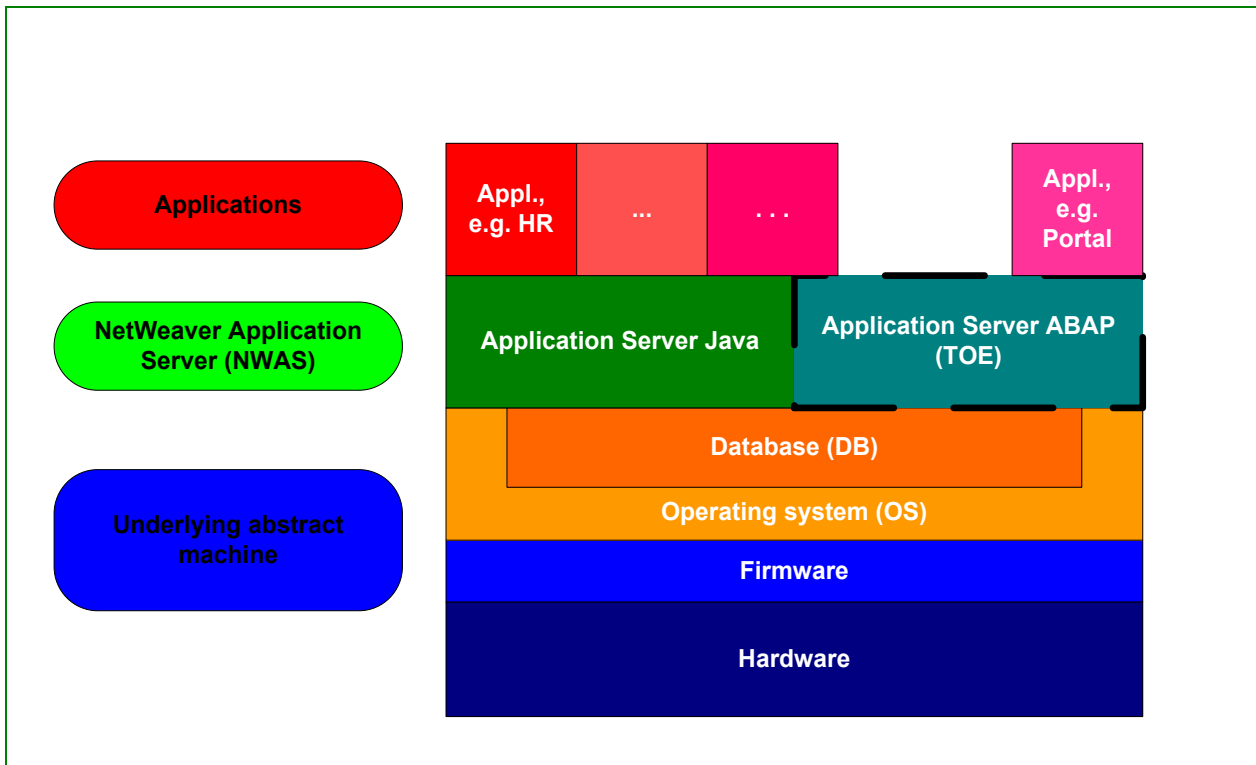 Applications
Appl.,
e.g. HR
...
. . .
Appl.,
e.g.
Portal
NetWeaver Application
Server (NWAS)
Application Server Java
Application Server ABAP
(TOE)
Underlying abstract
machine
Database (DB)
Operating system (OS)
Firmware
Hardware